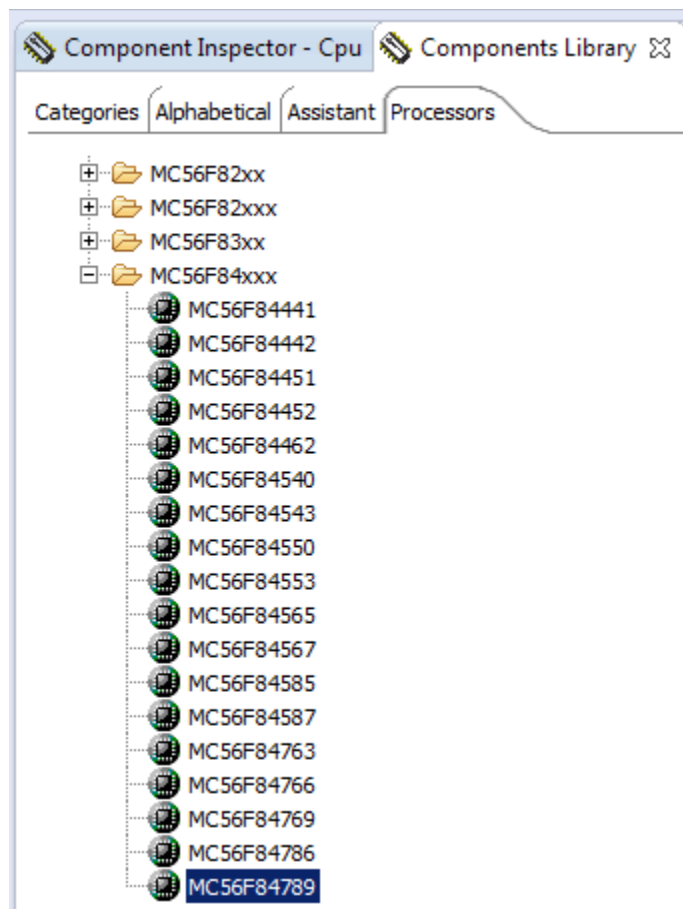 Component Inspector - Cpu Components Library
Categories Alphabetical Assistant Processors
MC56F82xx
MC56F82xxx
MC56F83xx
MC56F84xxx
MC56F84441
MC56F84442
MC56F84451
MC56F84452
MC56F84462
MC56F84540
MC56F84543
MC56F84550
MC56F84553
MC56F84565
MC56F84567
MC56F84585
MC56F84587
MC56F84763
MC56F84766
MC56F84769
MC56F84786
MC56F84789